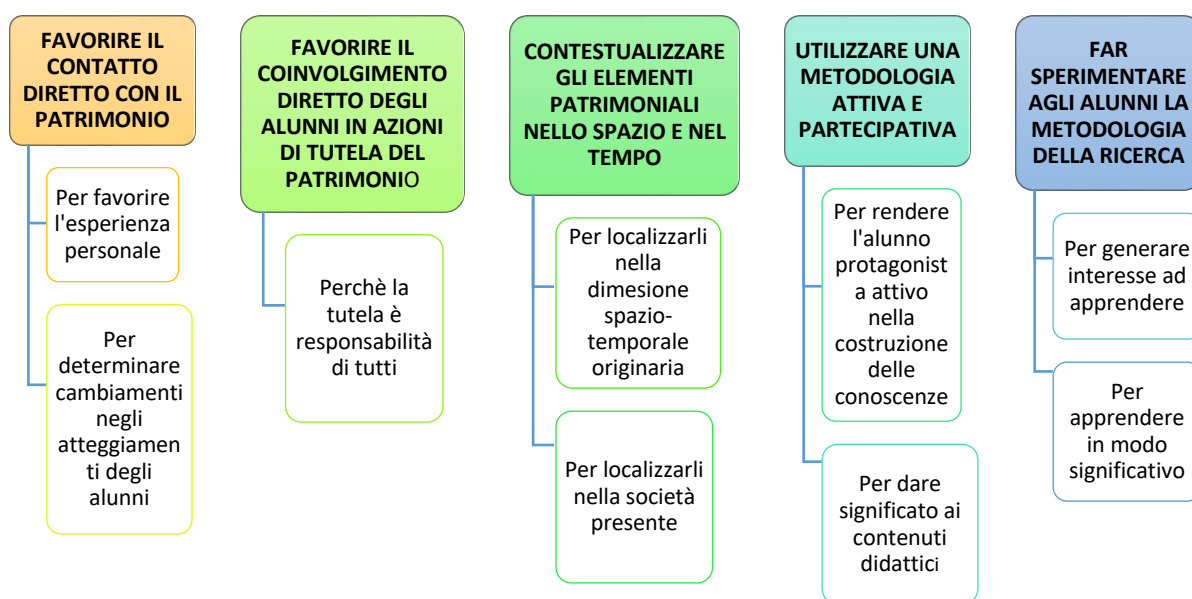 FAVORIRE IL
CONTATTO
DIRETTO CON IL
PATRIMONIO
Per favorire
l'esperienza
personale
Per
determinare
cambiamenti
negli
atteggiamen
ti degli
alunni
FAVORIRE IL
COINVOLGIMENTO
DIRETTO DEGLI
ALUNNI IN AZIONI
DI TUTELA DEL
PATRIMONIO
Perchè la
tutela è
responsabilità
di tutti
CONTESTUALIZZARE
GLI ELEMENTI
PATRIMONIALI
NELLO SPAZIO E NEL
TEMPO
Per localizzarli
nella
dimesione
spazio-
temporale
originaria
Per localizzarli
nella società
presente
UTILIZZARE UNA
METODOLOGIA
ATTIVA E
PARTECIPATIVA
Per rendere
l'alunno
protagonist
a attivo
nella
costruzione
delle
conoscenze
Per dare
significato ai
contenuti
didattici
FAR
SPERIMENTARE
AGLI ALUNNI LA
METODOLOGIA
DELLA RICERCA
Per generare
interesse ad
apprendere
Per
apprendere
in modo
significativo